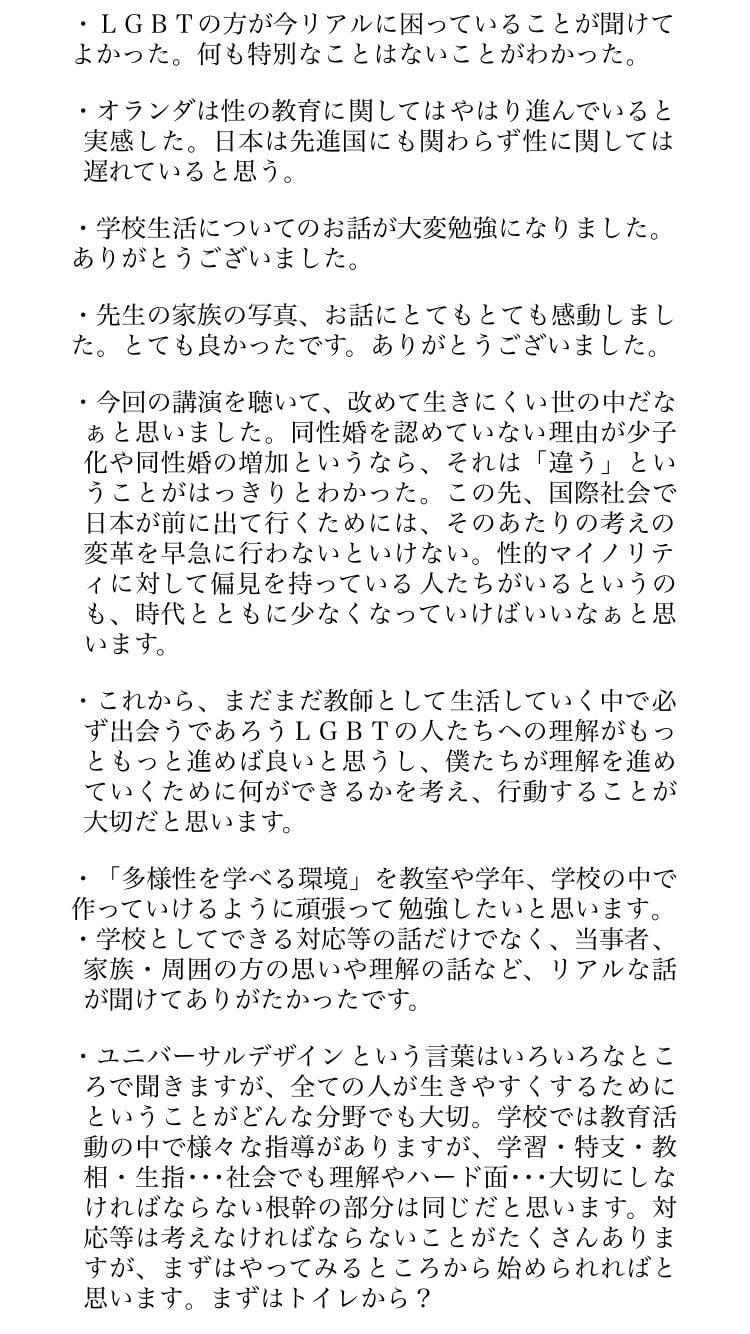 ・ＬＧＢＴの方が今リアルに困っていることが聞けて
よかった。何も特別なことはないことがわかった。
・オランダは性の教育に関してはやはり進んでいると
実感した。日本は先進国にも関わらず性に関しては
遅れていると思う。
・学校生活についてのお話が大変勉強になりました。
ありがとうございました。
・先生の家族の写真、お話にとてもとても感動しまし
た。とても良かったです。ありがとうございました。
・今回の講演を聴いて、改めて生きにくい世の中だな
ぁと思いました。同性婚を認めていない理由が少子
化や同性婚の増加というなら、それは「違う」とい
うことがはっきりとわかった。この先、国際社会で
日本が前に出て行くためには、そのあたりの考えの
変革を早急に行わないといけない。性的マイノリテ
ィに対して偏見を持っている人たちがいるというの
も、時代とともに少なくなっていけばいいなぁと思
います。
・これから、まだまだ教師として生活していく中で必
ず出会うであろうＬＧＢＴの人たちへの理解がもっ
ともっと進めば良いと思うし、僕たちが理解を進め
ていくために何ができるかを考え、行動することが
大切だと思います。
・「多様性を学べる環境」を教室や学年、学校の中で
作っていけるように頑張って勉強したいと思います。
・学校としてできる対応等の話だけでなく、当事者、
家族・周囲の方の思いや理解の話など、リアルな話
が聞けてありがたかったです。
・ユニバーサルデザインという言葉はいろいろなとこ
ろで聞きますが、全ての人が生きやすくするために
ということがどんな分野でも大切。学校では教育活
動の中で様々な指導がありますが、学習・特支・教
相・生指･･･社会でも理解やハード面･･･大切にしな
ければならない根幹の部分は同じだと思います。対
応等は考えなければならないことがたくさんありま
すが、まずはやってみるところから始められればと
思います。まずはトイレから？